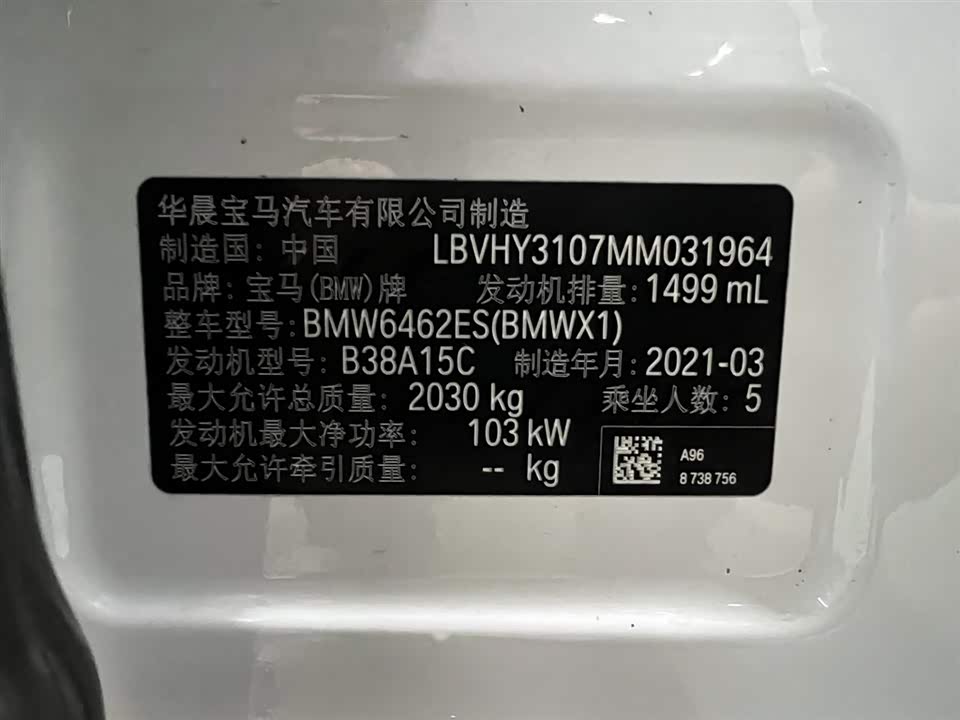 华晨宝马汽车有限公司制造
制造国: 中国 LBVHY3107MM031964
品牌: 宝马(BMW)牌 发动机排量: 1499 mL
整车型号: BMW6462ES(BMWX1)
发动机型号: B38A15C 制造年月: 2021-03
最大允许总质量: 2030 kg 乘坐人数: 5
发动机最大净功率: 103 kW
最大允许牵引质量: -- kg
A96
8 738 756